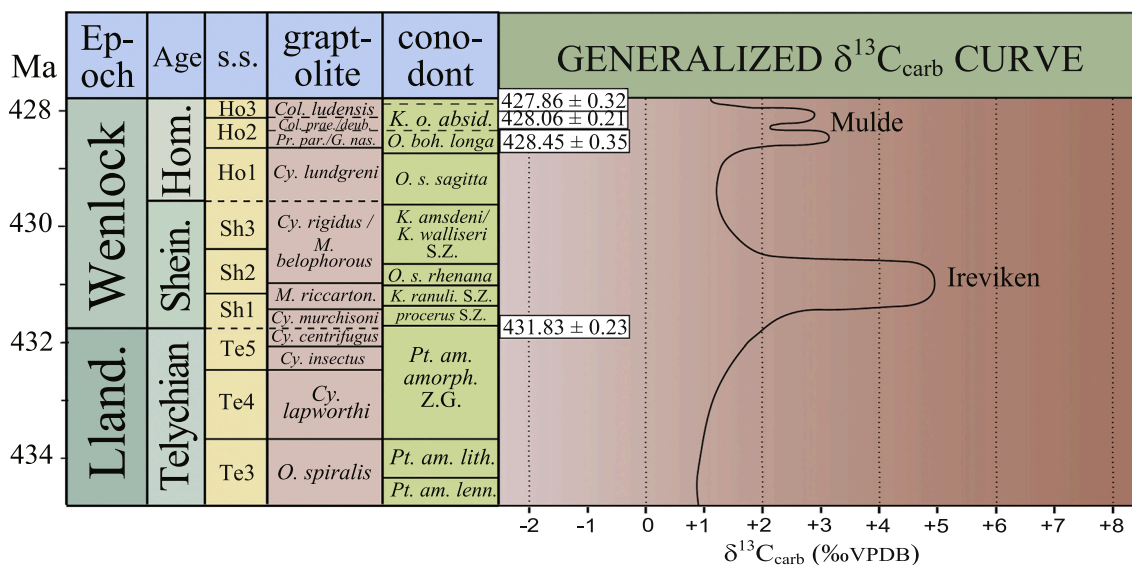 Ma
Ep-
och
Age
s.s.
grapt-
olite
cono-
dont
GENERALIZED δ13Ccarb CURVE
428
430
432
434
Wenlock
Lland.
Hom.
Shein.
Telychian
Ho3
Ho2
Ho1
Sh3
Sh2
Sh1
Te5
Te4
Te3
Col. ludensis
Col. prae./deub.
Pr. par./G. nas.
Cy. lundgreni
Cy. rigidus /
M.
belophorous
M. riccarton.
Cy. murchisoni
Cy. centrifugus
Cy. insectus
Cy.
lapworthi
O. spiralis
K. o. absid.
O. boh. longa
O. s. sagitta
K. amsdeni/
K. walliseri
S.Z.
O. s. rhenana
K. ranuli. S.Z.
procerus S.Z.
Pt. am.
amorph.
Z.G.
Pt. am. lith.
Pt. am. lenn.
427.86 ± 0.32
428.06 ± 0.21
428.45 ± 0.35
431.83 ± 0.23
Mulde
Ireviken
-2 -1 0 +1 +2 +3 +4 +5 +6 +7 +8
δ13Ccarb (‰VPDB)